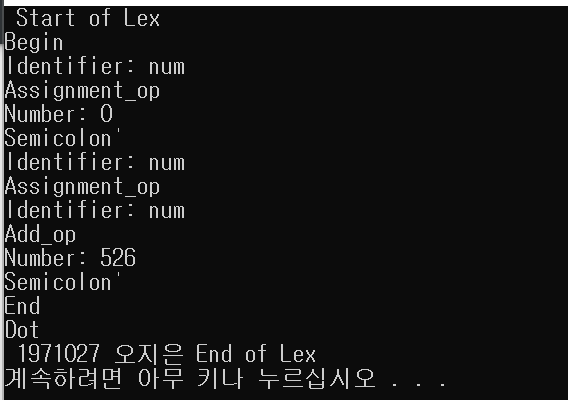 Start of Lex
Begin
Identifier: num
Assignment_op
Number: 0
Semicolon'
Identifier: num
Assignment_op
Identifier: num
Add_op
Number: 526
Semicolon'
End
Dot
1971027 오지은 End of Lex
계속하려면 아무 키나 누르십시오 . . .